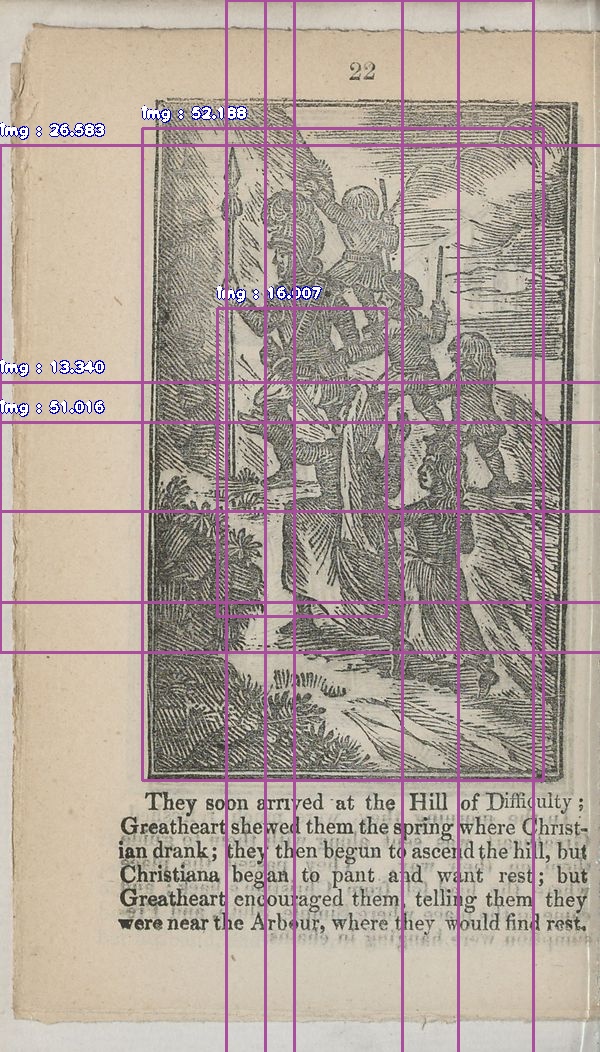 22
Img : 52.188
Img : 26.583
Img : 16.007
Img : 13.340
Img : 51.016
They soon arrived at the Hill of Difficulty ;
Greatheart shewed them the spring where Christ-
ian drank ; they then begun to ascend the hill, but
Christiana began to pant and want rest ; but
Greatheart encouraged them, telling them they
were near the Arbour, where they would find rest.